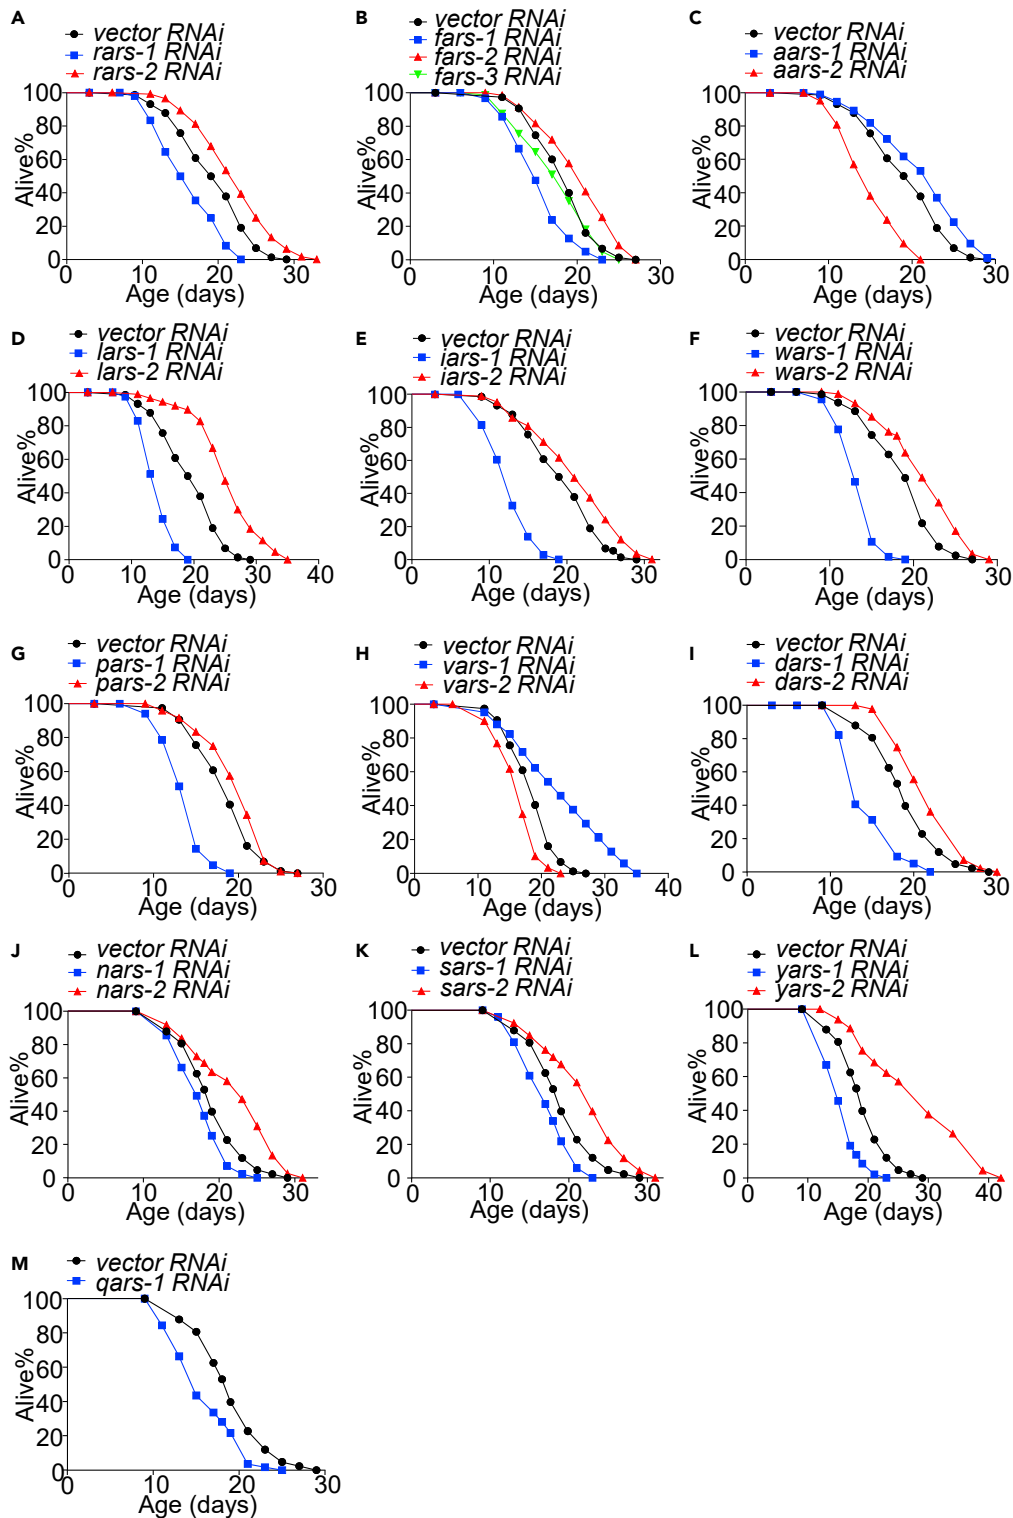 A
vector RNAi
rars-1 RNAi
rars-2 RNAi
100
80
60
40
20
0
Alive%
0 10 20 30
Age (days)
B
vector RNAi
fars-1 RNAi
fars-2 RNAi
fars-3 RNAi
100
80
60
40
20
0
Alive%
0 10 20 30
Age (days)
C
vector RNAi
aars-1 RNAi
aars-2 RNAi
100
80
60
40
20
0
Alive%
0 10 20 30
Age (days)
D
vector RNAi
lars-1 RNAi
lars-2 RNAi
100
80
60
40
20
0
Alive%
0 10 20 30 40
Age (days)
E
vector RNAi
iars-1 RNAi
iars-2 RNAi
100
80
60
40
20
0
Alive%
0 10 20 30
Age (days)
F
vector RNAi
wars-1 RNAi
wars-2 RNAi
100
80
60
40
20
0
Alive%
0 10 20 30
Age (days)
G
vector RNAi
pars-1 RNAi
pars-2 RNAi
100
80
60
40
20
0
Alive%
0 10 20 30
Age (days)
H
vector RNAi
vars-1 RNAi
vars-2 RNAi
100
80
60
40
20
0
Alive%
0 10 20 30 40
Age (days)
I
vector RNAi
dars-1 RNAi
dars-2 RNAi
100
80
60
40
20
0
Alive%
0 10 20 30
Age (days)
J
vector RNAi
nars-1 RNAi
nars-2 RNAi
100
80
60
40
20
0
Alive%
0 10 20 30
Age (days)
K
vector RNAi
sars-1 RNAi
sars-2 RNAi
100
80
60
40
20
0
Alive%
0 10 20 30
Age (days)
L
vector RNAi
yars-1 RNAi
yars-2 RNAi
100
80
60
40
20
0
Alive%
0 10 20 30 40
Age (days)
M
vector RNAi
qars-1 RNAi
100
80
60
40
20
0
Alive%
0 10 20 30
Age (days)